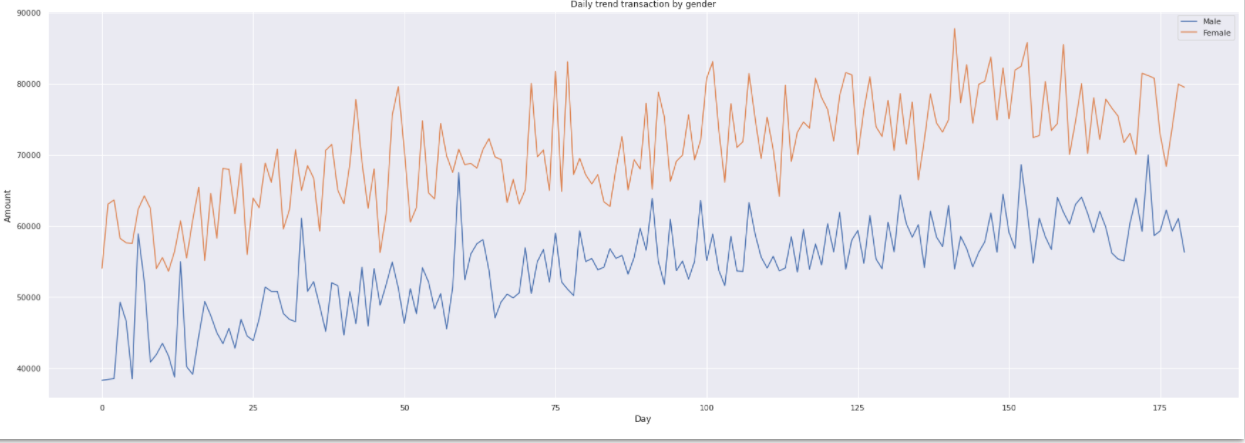 Daily trend transaction by gender
90000
80000
70000
60000
50000
40000
Amount
Male
Female
0 25 50 75 100 125 150 175
Day